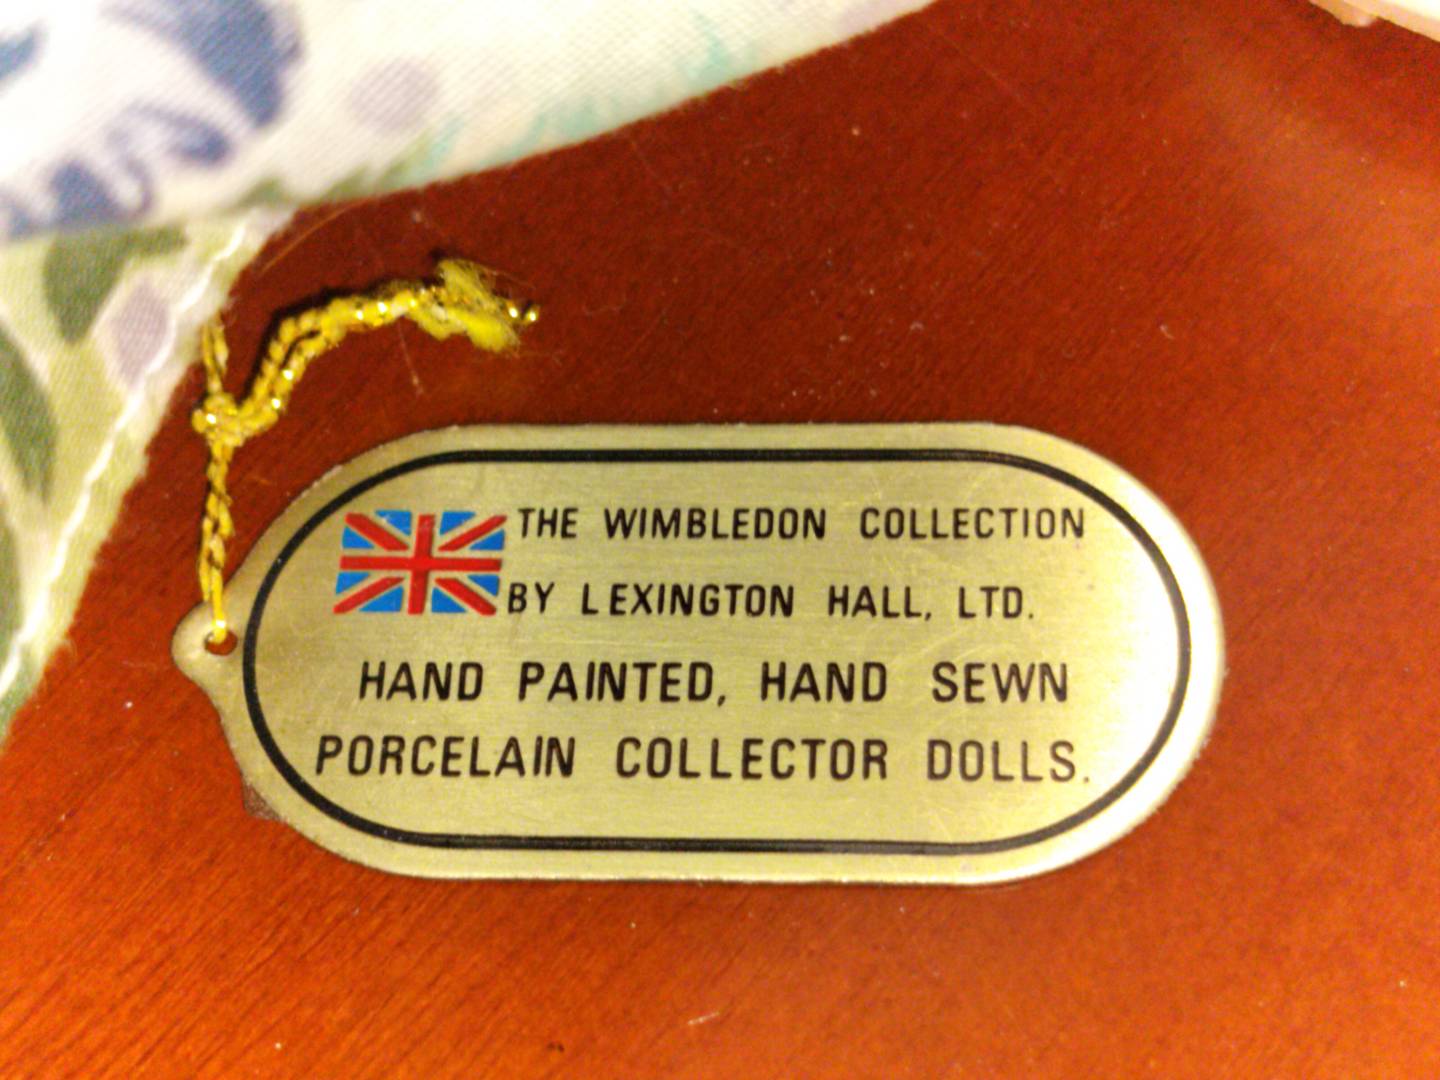 THE WIMBLEDON COLLECTION
BY LEXINGTON HALL, LTD.
HAND PAINTED, HAND SEWN
PORCELAIN COLLECTOR DOLLS.